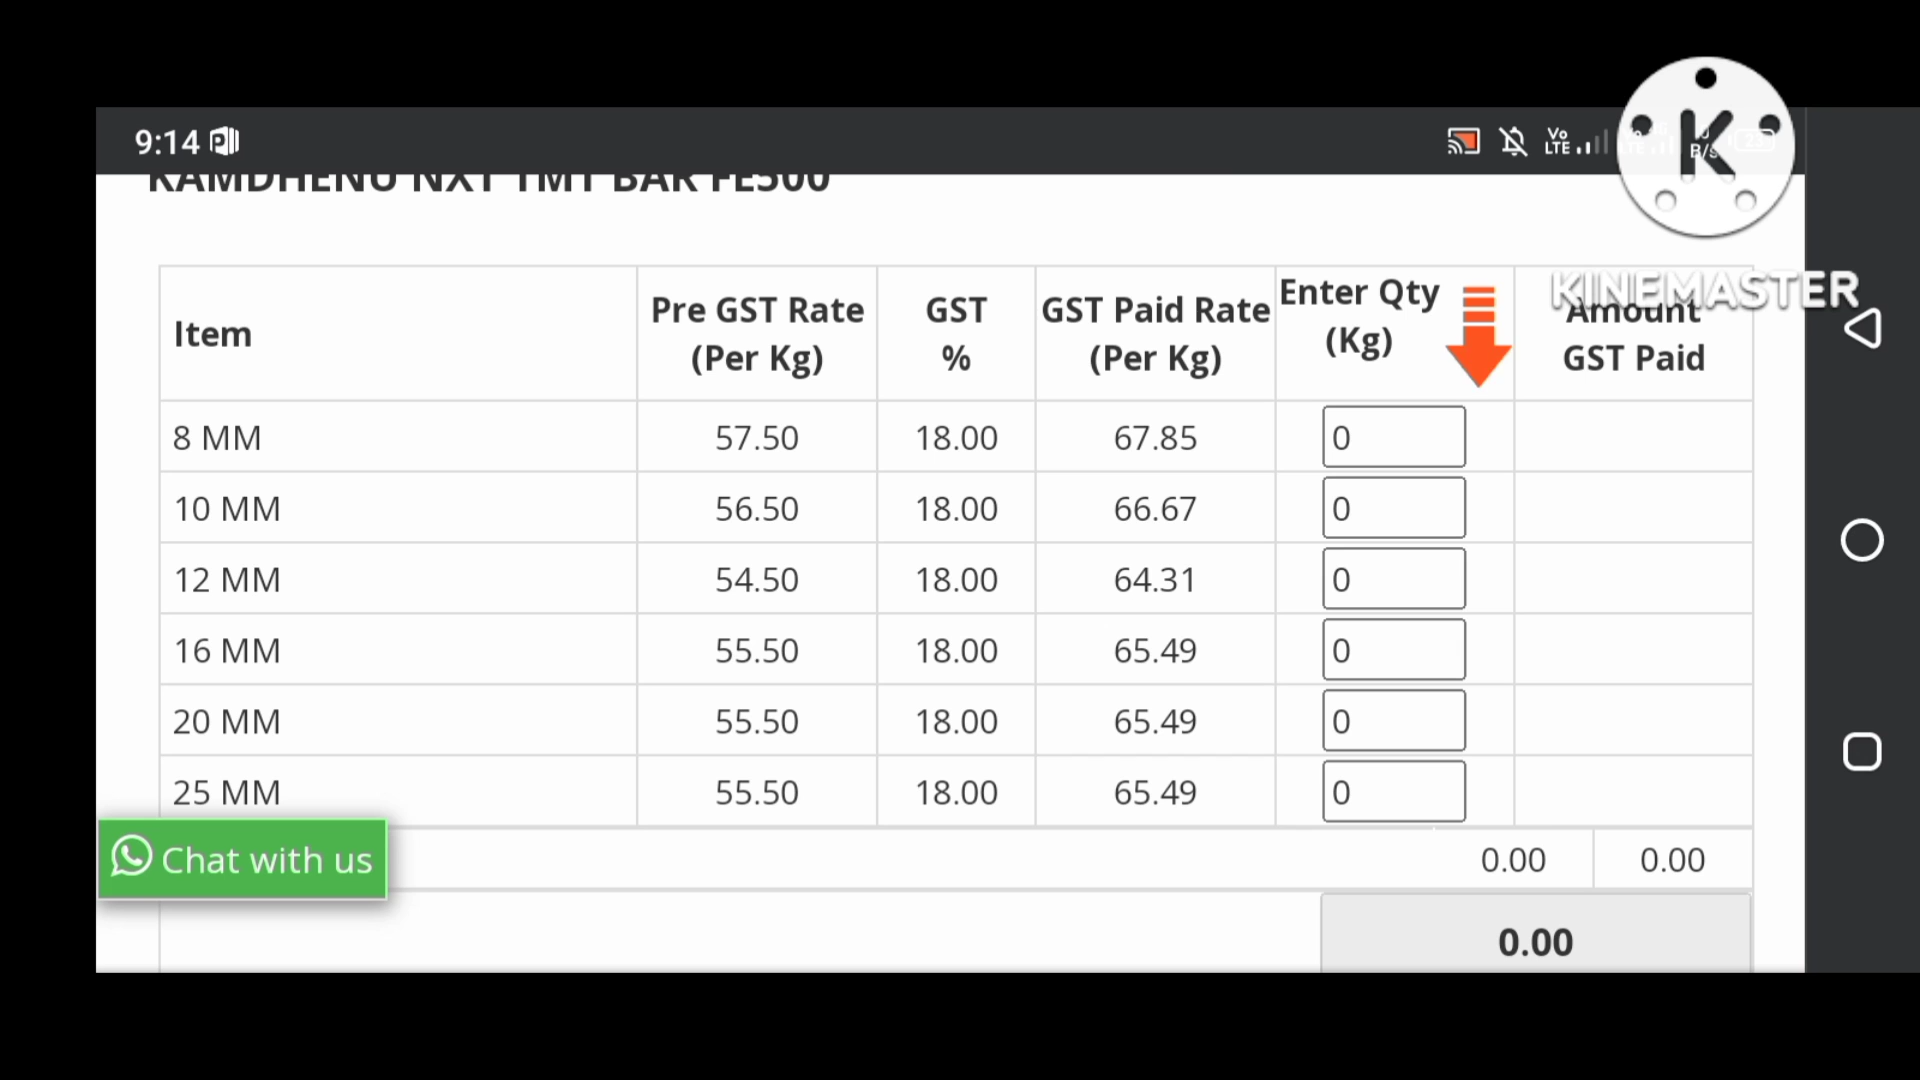 9:14
KAMDHENU NXT TMT BAR FE500
K
KINEMASTER
Item Pre GST Rate (Per Kg) GST % GST Paid Rate (Per Kg) Enter Qty (Kg) Amount GST Paid
8 MM 57.50 18.00 67.85 0
10 MM 56.50 18.00 66.67 0
12 MM 54.50 18.00 64.31 0
16 MM 55.50 18.00 65.49 0
20 MM 55.50 18.00 65.49 0
25 MM 55.50 18.00 65.49 0
Chat with us 0.00 0.00
0.00